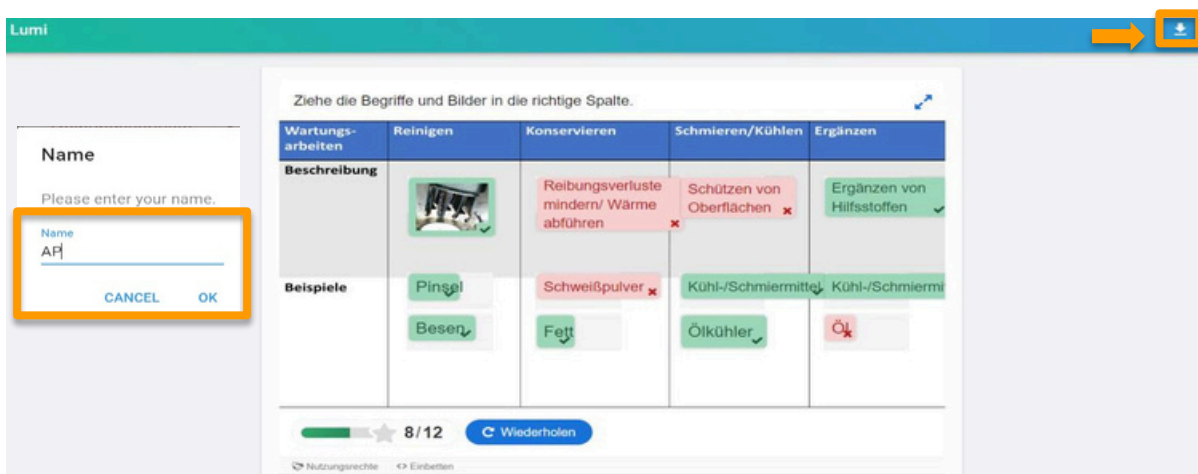 Lumi
Name
Please enter your name.
Name
AP
CANCEL OK
Ziehe die Begriffe und Bilder in die richtige Spalte.
Wartungs-
arbeiten
Reinigen
Konservieren
Schmieren/Kühlen
Ergänzen
Beschreibung
Reibungsverluste
mindern/ Wärme
abführen
Schützen von
Oberflächen
Ergänzen von
Hilfsstoffen
Beispiele
Pinsel
Schweißpulver
Kühl-/Schmiermittel
Kühl-/Schmiermi
Besen
Fett
Ölkühler
Öl
8/12
Wiederholen
Nutzungsrechte <> Einbetten